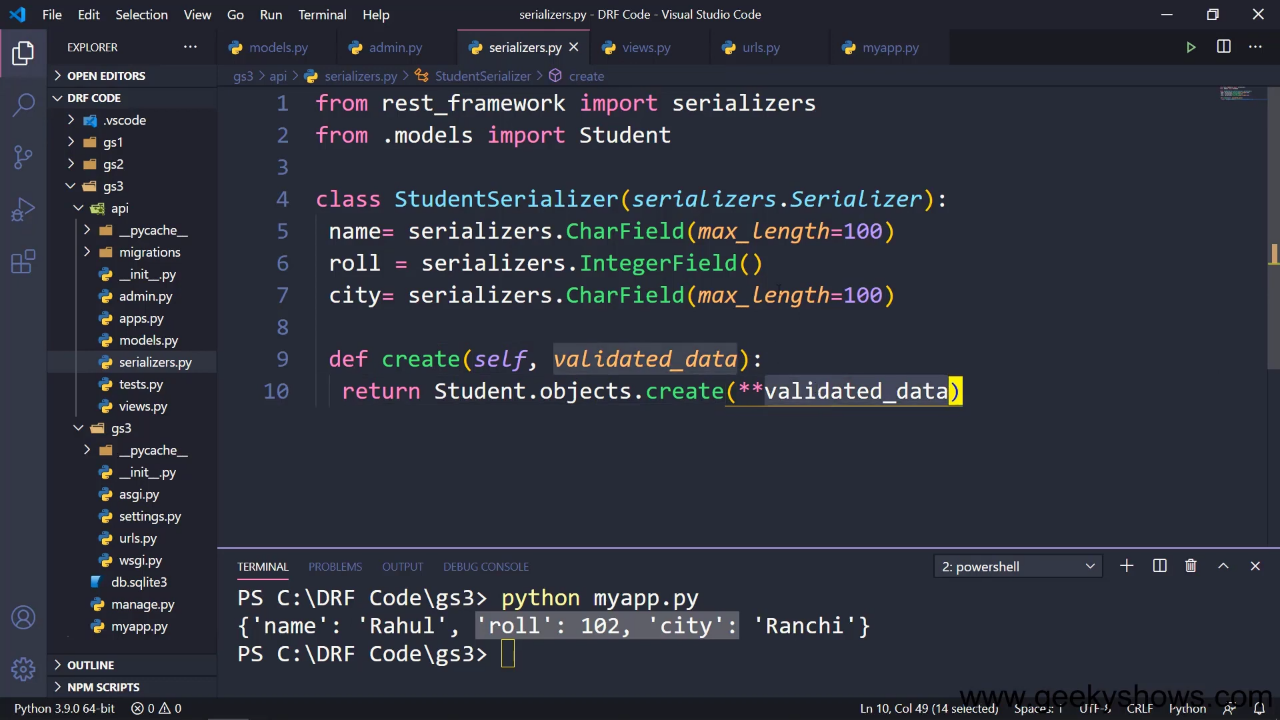 File Edit Selection View Go Run Terminal Help serializers.py - DRF Code - Visual Studio Code
EXPLORER
models.py admin.py serializers.py views.py urls.py myapp.py
OPEN EDITORS
gs3 > api > serializers.py > StudentSerializer > create
DRF CODE
.vscode
gs1
gs2
gs3
api
__pycache__
migrations
__init__.py
admin.py
apps.py
models.py
serializers.py
tests.py
views.py
gs3
__pycache__
__init__.py
asgi.py
settings.py
urls.py
wsgi.py
db.sqlite3
manage.py
myapp.py
OUTLINE
NPM SCRIPTS
1 from rest_framework import serializers
2 from .models import Student
3
4 class StudentSerializer(serializers.Serializer):
5 name= serializers.CharField(max_length=100)
6 roll = serializers.IntegerField()
7 city= serializers.CharField(max_length=100)
8
9 def create(self, validated_data):
10 return Student.objects.create(**validated_data)
TERMINAL PROBLEMS OUTPUT DEBUG CONSOLE 2: powershell
PS C:\DRF Code\gs3> python myapp.py
{'name': 'Rahul', 'roll': 102, 'city': 'Ranchi'}
PS C:\DRF Code\gs3>
www.geekyshows.com
Python 3.9.0 64-bit 0 0 Ln 10, Col 49 (14 selected) Spaces: 1 UTF-8 CRLF Python